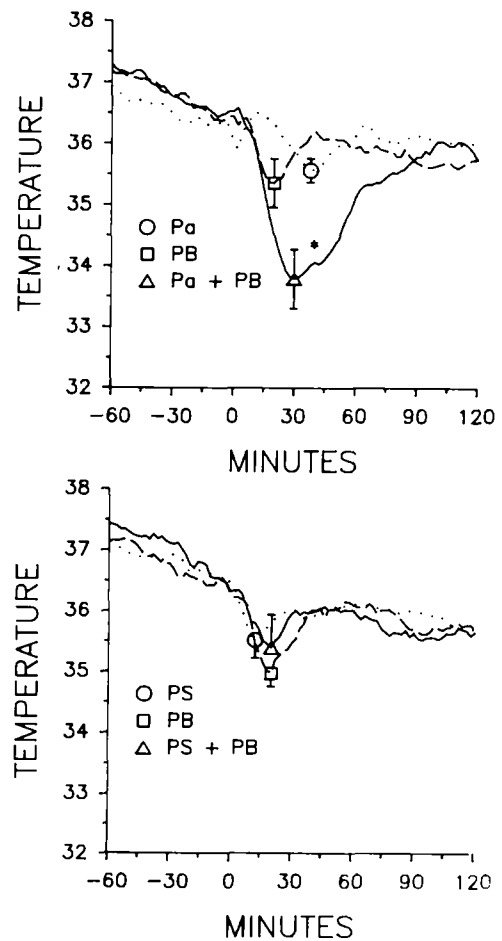 38
37
36
35
34
33
32
TEMPERATURE
Pa
PB
Pa + PB
*
-60 -30 0 30 60 90 120
MINUTES
38
37
36
35
34
33
32
TEMPERATURE
PS
PB
PS + PB
-60 -30 0 30 60 90 120
MINUTES